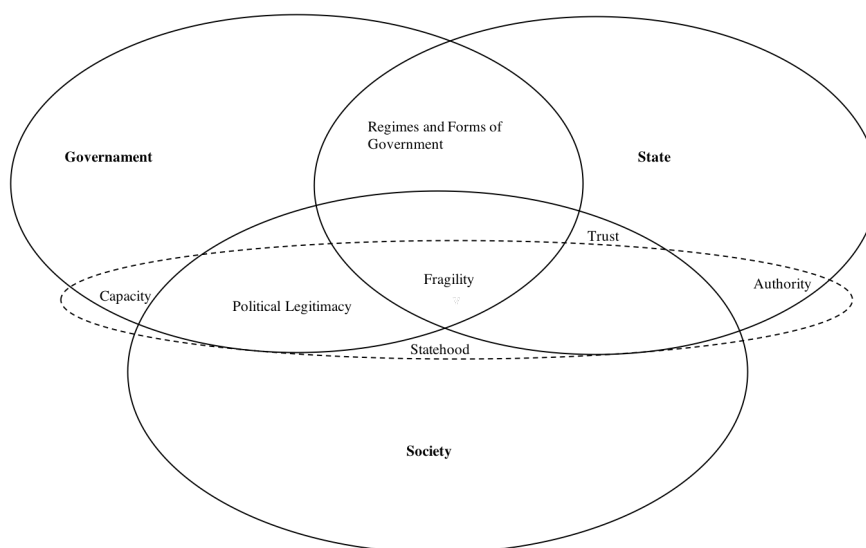 Regimes and Forms of
Government
Governament
State
Trust
Fragility
Authority
Capacity
Political Legitimacy
Statehood
Society